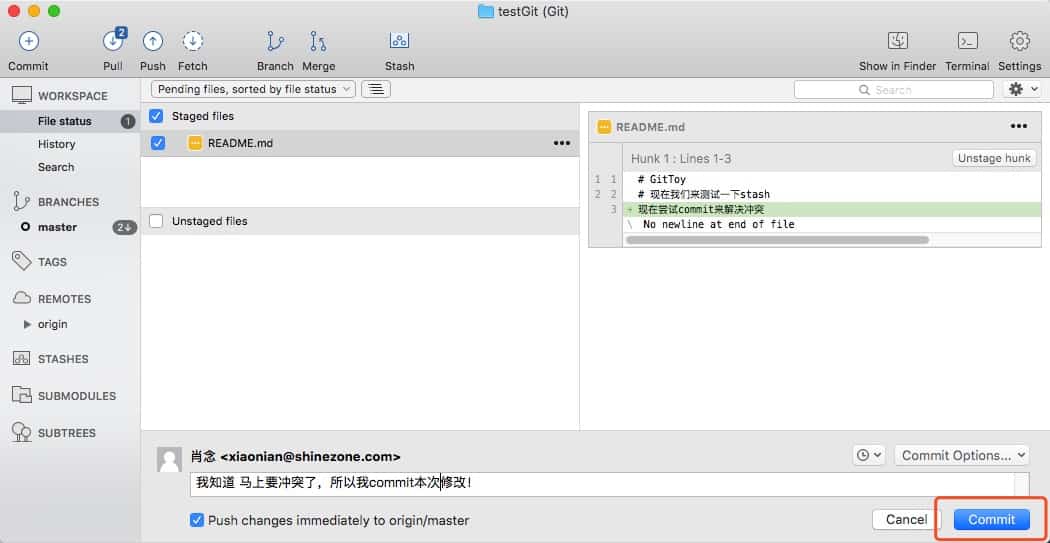 testGit (Git)
2
Commit Pull Push Fetch Branch Merge Stash Show in Finder Terminal Settings
WORKSPACE
File status 1
History
Search
BRANCHES
master 2↓
TAGS
REMOTES
origin
STASHES
SUBMODULES
SUBTREES
Pending files, sorted by file status
Search
Staged files
README.md •••
Unstaged files
README.md •••
Hunk 1 : Lines 1-3 Unstage hunk
1 1 # GitToy
2 2 # 现在我们来测试一下stash
3 + 现在尝试commit来解决冲突
\ No newline at end of file
肖念 <xiaonian@shinezone.com>
Commit Options...
我知道 马上要冲突了，所以我commit本次修改!
Push changes immediately to origin/master
Cancel Commit